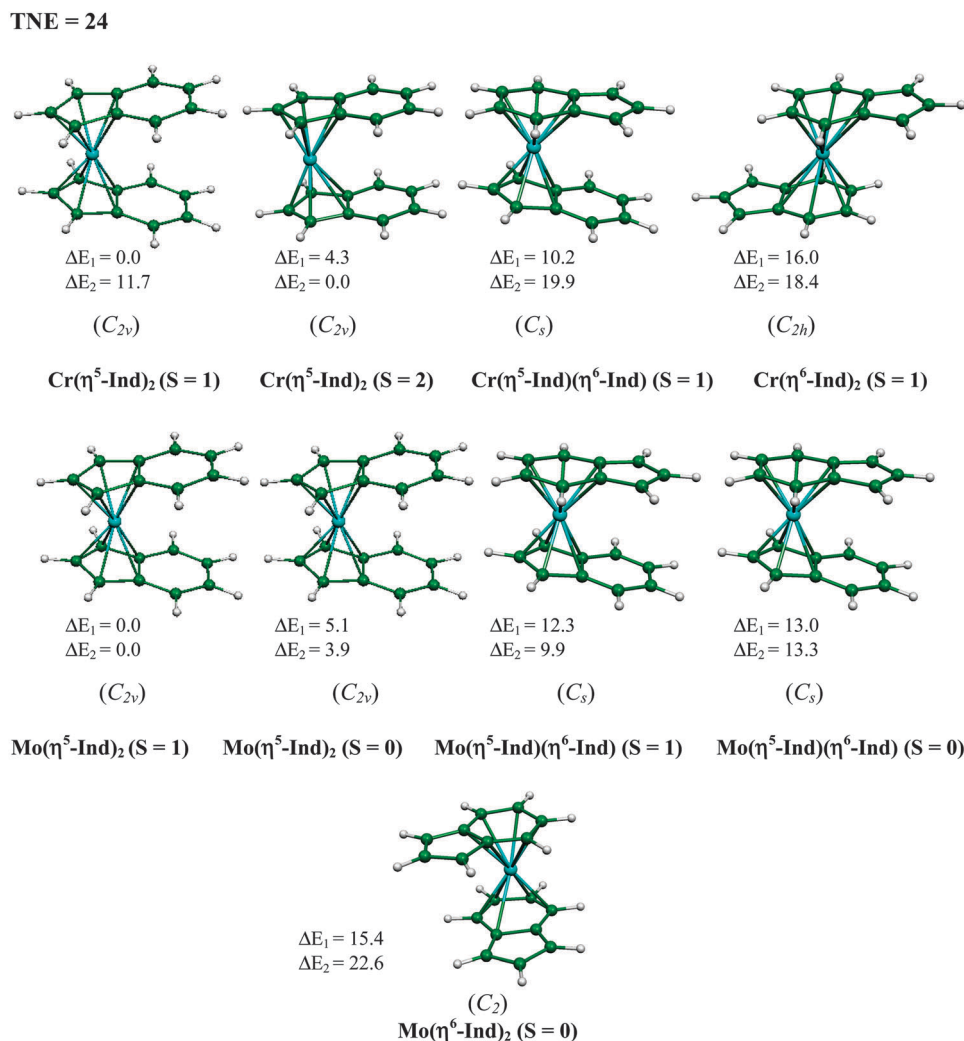 TNE = 24
ΔE₁ = 0.0 ΔE₁ = 4.3 ΔE₁ = 10.2 ΔE₁ = 16.0
ΔE₂ = 11.7 ΔE₂ = 0.0 ΔE₂ = 19.9 ΔE₂ = 18.4
(C₂ᵥ) (C₂ᵥ) (Cₛ) (C₂ₕ)
Cr(η⁵-Ind)₂ (S = 1) Cr(η⁵-Ind)₂ (S = 2) Cr(η⁵-Ind)(η⁶-Ind) (S = 1) Cr(η⁶-Ind)₂ (S = 1)
ΔE₁ = 0.0 ΔE₁ = 5.1 ΔE₁ = 12.3 ΔE₁ = 13.0
ΔE₂ = 0.0 ΔE₂ = 3.9 ΔE₂ = 9.9 ΔE₂ = 13.3
(C₂ᵥ) (C₂ᵥ) (Cₛ) (Cₛ)
Mo(η⁵-Ind)₂ (S = 1) Mo(η⁵-Ind)₂ (S = 0) Mo(η⁵-Ind)(η⁶-Ind) (S = 1) Mo(η⁵-Ind)(η⁶-Ind) (S = 0)
ΔE₁ = 15.4
ΔE₂ = 22.6
(C₂)
Mo(η⁶-Ind)₂ (S = 0)